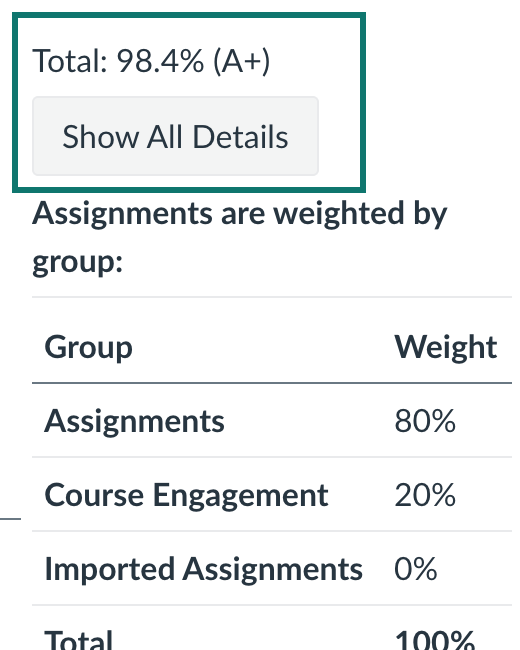 Total: 98.4% (A+)
Show All Details
Assignments are weighted by
group:
Group Weight
Assignments 80%
Course Engagement 20%
Imported Assignments 0%
Total 100%